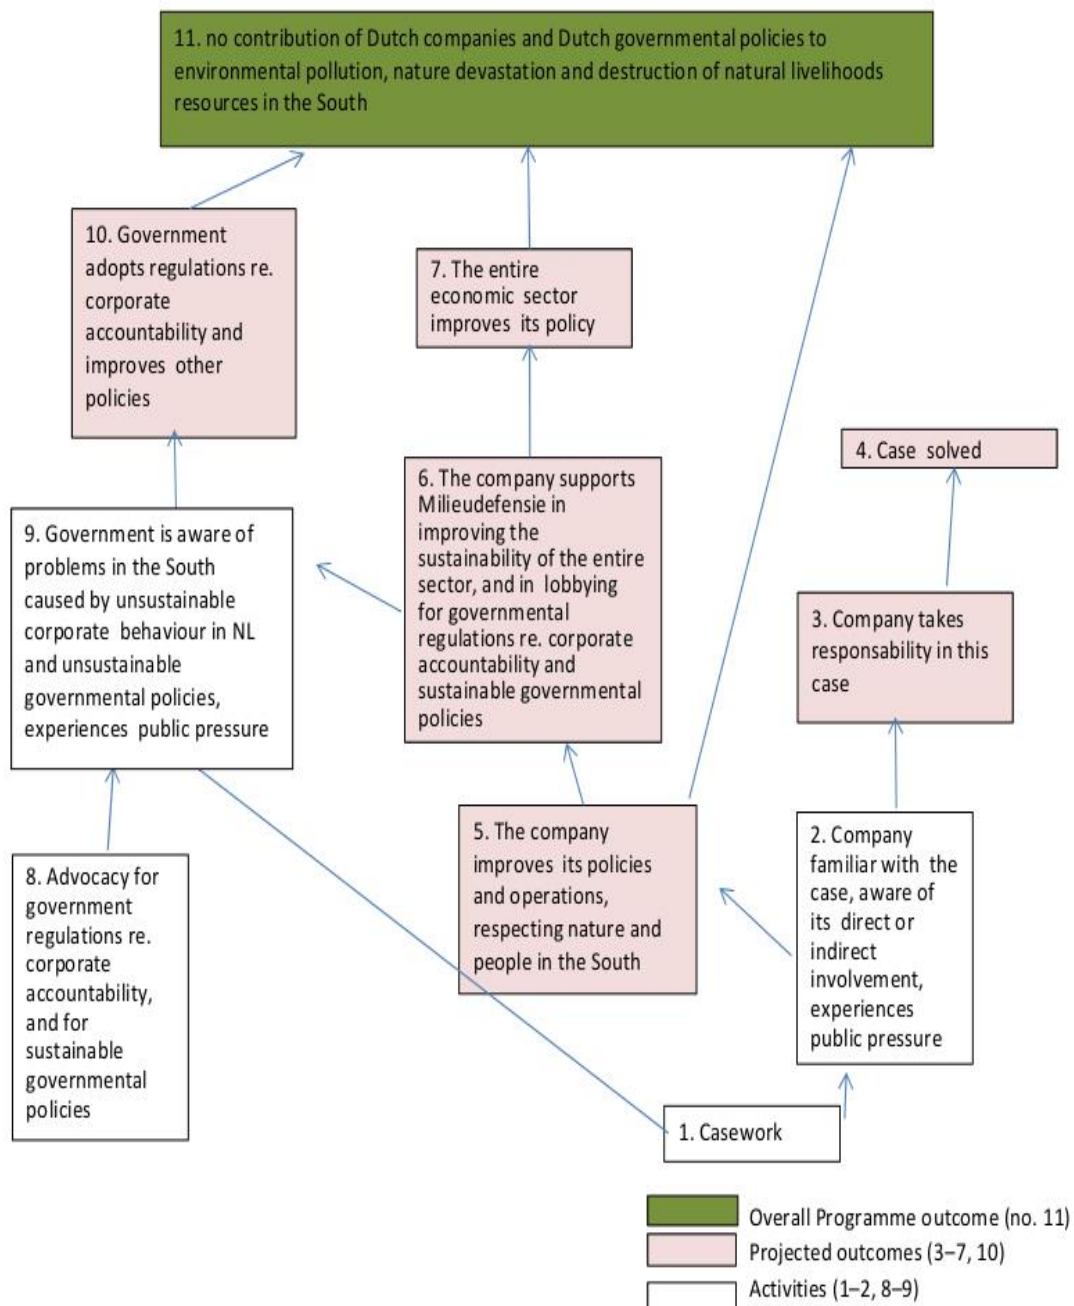 11. no contribution of Dutch companies and Dutch governmental policies to
environmental pollution, nature devastation and destruction of natural livelihoods
resources in the South
10. Government
adopts regulations re.
corporate
accountability and
improves other
policies
7. The entire
economic sector
improves its policy
4. Case solved
6. The company supports
Milieudefensie in
improving the
sustainability of the entire
sector, and in lobbying
for governmental
regulations re. corporate
accountability and
sustainable governmental
policies
9. Government is aware of
problems in the South
caused by unsustainable
corporate behaviour in NL
and unsustainable
governmental policies,
experiences public pressure
3. Company takes
responsability in this
case
5. The company
improves its policies
and operations,
respecting nature and
people in the South
2. Company
familiar with the
case, aware of
its direct or
indirect
involvement,
experiences
public pressure
8. Advocacy for
government
regulations re.
corporate
accountability,
and for
sustainable
governmental
policies
1. Casework
Overall Programme outcome (no. 11)
Projected outcomes (3–7, 10)
Activities (1–2, 8–9)